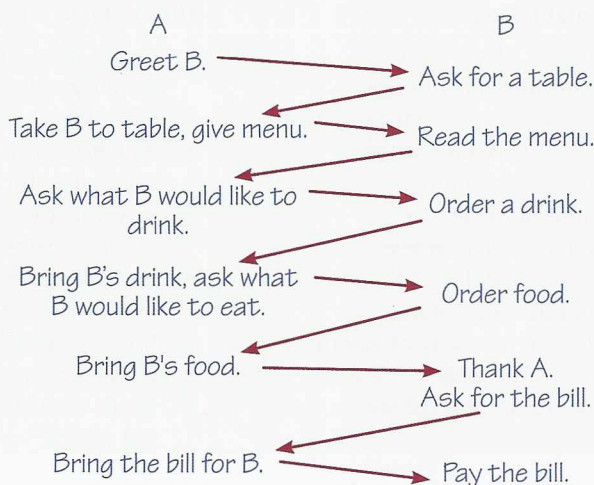 A
B
Greet B.
Ask for a table.
Take B to table, give menu.
Read the menu.
Ask what B would like to
drink.
Order a drink.
Bring B's drink, ask what
B would like to eat.
Order food.
Bring B's food.
Thank A.
Ask for the bill.
Bring the bill for B.
Pay the bill.